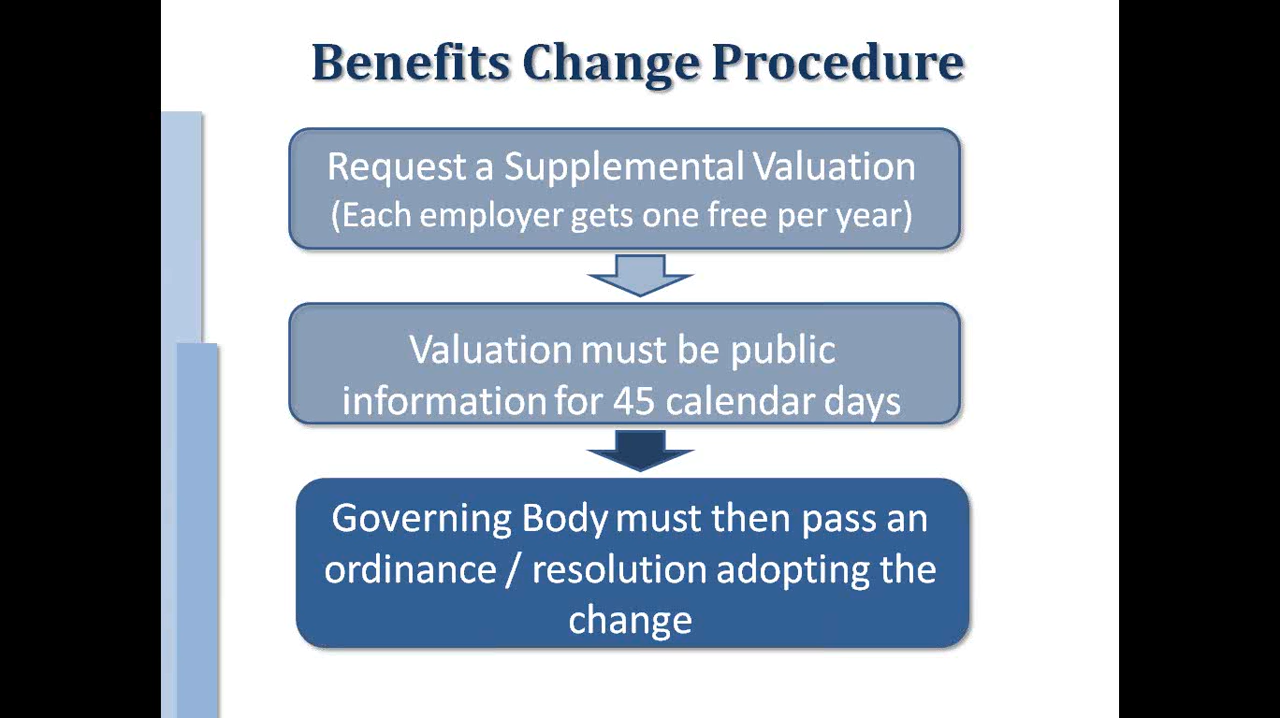 Benefits Change Procedure
Request a Supplemental Valuation
(Each employer gets one free per year)
Valuation must be public
information for 45 calendar days
Governing Body must then pass an
ordinance / resolution adopting the
change